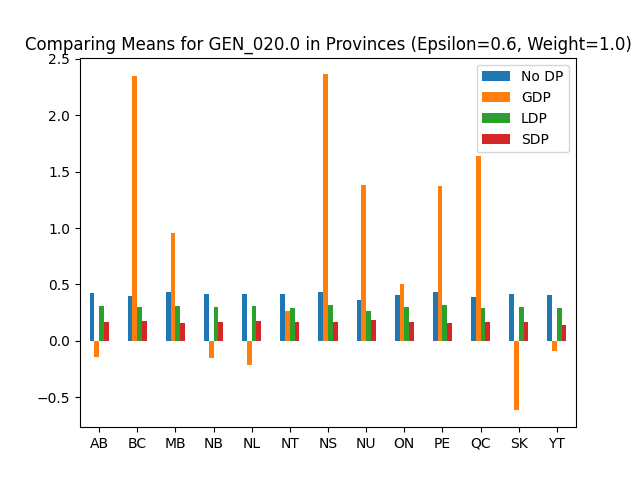 Comparing Means for GEN_020.0 in Provinces (Epsilon=0.6, Weight=1.0)
2.5
2.0
1.5
1.0
0.5
0.0
−0.5
No DP
GDP
LDP
SDP
AB BC MB NB NL NT NS NU ON PE QC SK YT